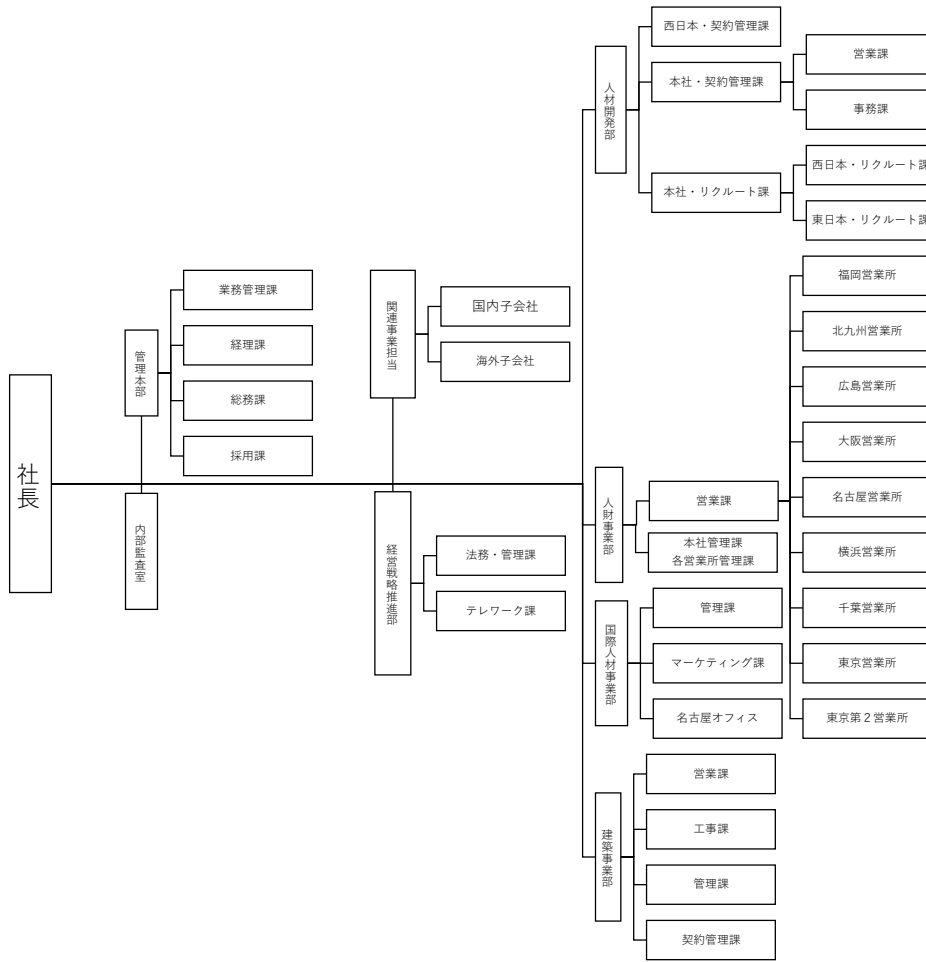 社長
管理本部
業務管理課
経理課
総務課
採用課
内部監査室
関連事業担当
国内子会社
海外子会社
経営戦略推進部
法務・管理課
テレワーク課
人材開発部
西日本・契約管理課
本社・契約管理課
営業課
事務課
本社・リクルート課
西日本・リクルート課
東日本・リクルート課
人財事業部
営業課
福岡営業所
北九州営業所
広島営業所
大阪営業所
名古屋営業所
横浜営業所
千葉営業所
東京営業所
東京第2営業所
本社管理課
各営業所管理課
国際人材事業部
管理課
マーケティング課
名古屋オフィス
建築事業部
営業課
工事課
管理課
契約管理課